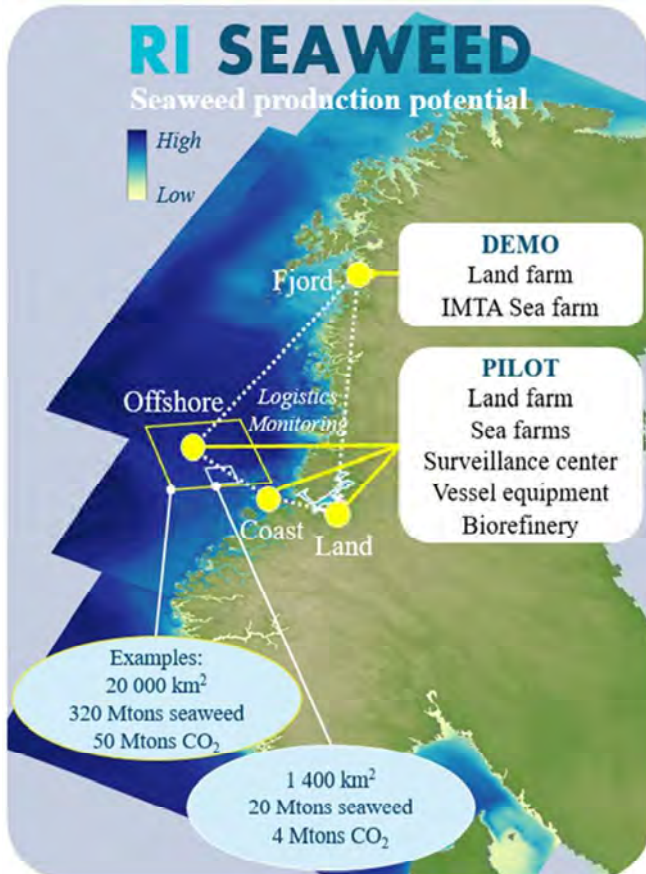 RI SEAWEED
Seaweed production potential
High
Low
Fjord
DEMO
Land farm
IMTA Sea farm
Offshore
Logistics
Monitoring
PILOT
Land farm
Sea farms
Surveillance center
Vessel equipment
Biorefinery
Coast
Land
Examples:
20 000 km²
320 Mtons seaweed
50 Mtons CO₂
1 400 km²
20 Mtons seaweed
4 Mtons CO₂